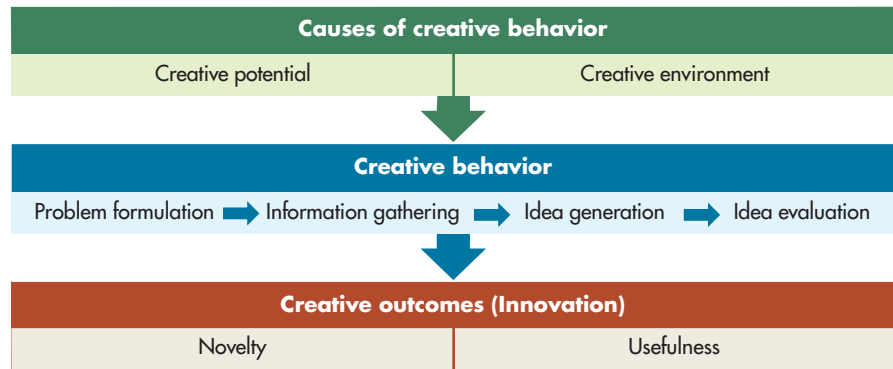 Causes of creative behavior
Creative potential
Creative environment
Creative behavior
Problem formulation Information gathering Idea generation Idea evaluation
Creative outcomes (Innovation)
Novelty
Usefulness